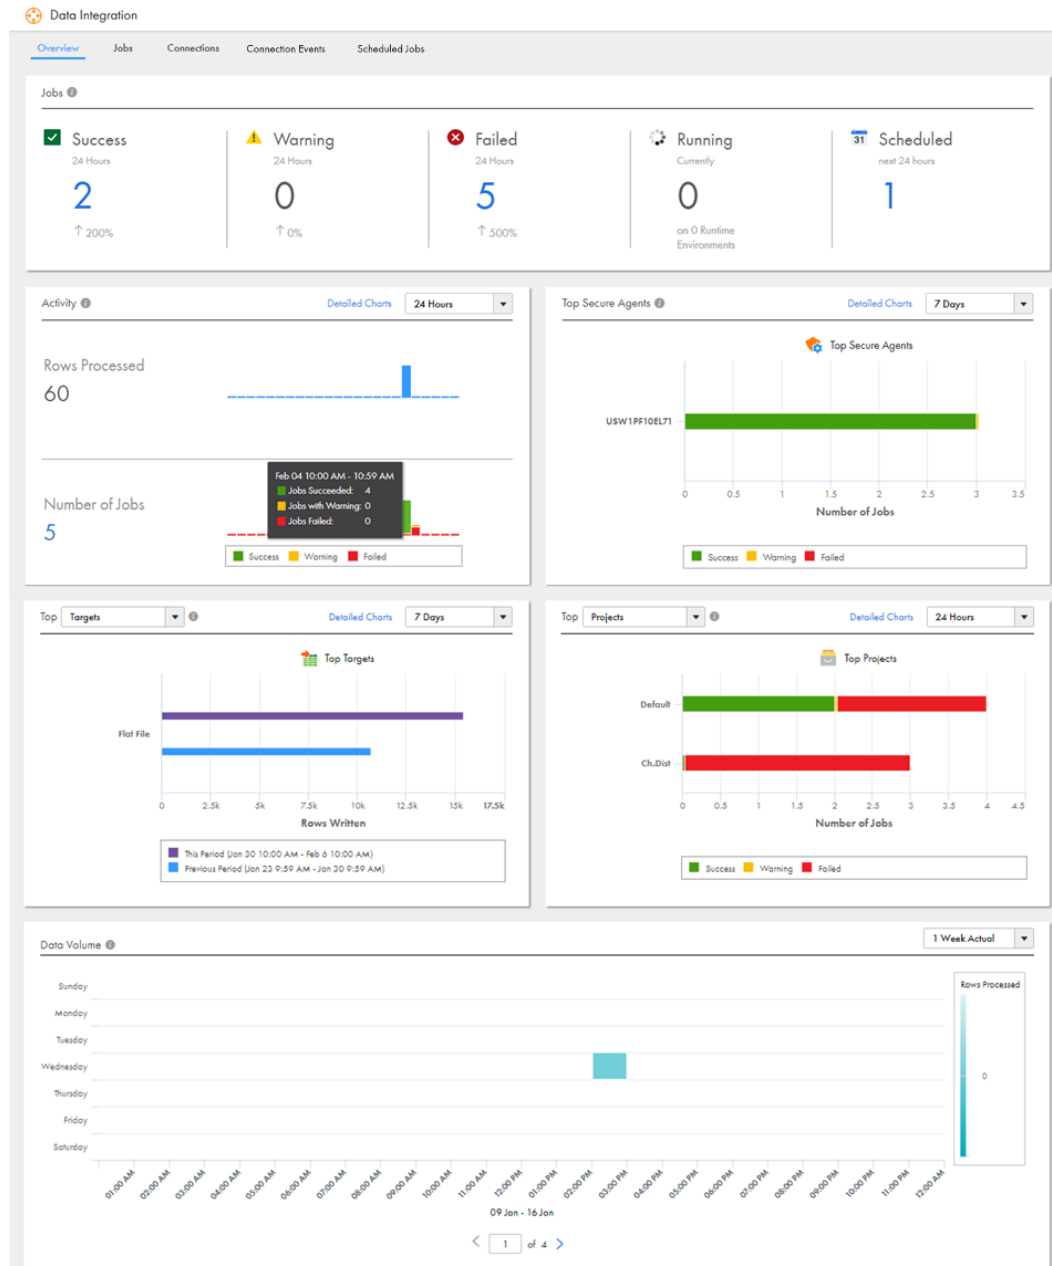 Data Integration
Overview Jobs Connections Connection Events Scheduled Jobs
Jobs
Success Warning Failed Running Scheduled
24 Hours 24 Hours 24 Hours Currently next 24 hours
31
2 0 5 0 1
↑ 200% ↑ 0% ↑ 500% on 0 Runtime
Environments
Activity Detailed Charts 24 Hours
Rows Processed
60
Number of Jobs
5
Feb 04 10:00 AM - 10:59 AM
Jobs Succeeded: 4
Jobs with Warning: 0
Jobs Failed: 0
Success Warning Failed
Top Secure Agents Detailed Charts 7 Days
Top Secure Agents
USW1PF10EL71
0 0.5 1 1.5 2 2.5 3 3.5
Number of Jobs
Success Warning Failed
Top Targets Detailed Charts 7 Days
Top Targets
Flat File
0 2.5k 5k 7.5k 10k 12.5k 15k 17.5k
Rows Written
This Period (Jan 30 10:00 AM - Feb 6 10:00 AM)
Previous Period (Jan 23 9:59 AM - Jan 30 9:59 AM)
Top Projects Detailed Charts 24 Hours
Top Projects
Default
Ch.Dist
0 0.5 1 1.5 2 2.5 3 3.5 4 4.5
Number of Jobs
Success Warning Failed
Data Volume 1 Week Actual
Sunday
Monday
Tuesday
Wednesday
Thursday
Friday
Saturday
Rows Processed
0
01:00 AM 02:00 AM 03:00 AM 04:00 AM 05:00 AM 06:00 AM 07:00 AM 08:00 AM 09:00 AM 10:00 AM 11:00 AM 12:00 PM 01:00 PM 02:00 PM 03:00 PM 04:00 PM 05:00 PM 06:00 PM 07:00 PM 08:00 PM 09:00 PM 10:00 PM 11:00 PM 12:00 AM
09 Jan - 16 Jan
< 1 of 4 >